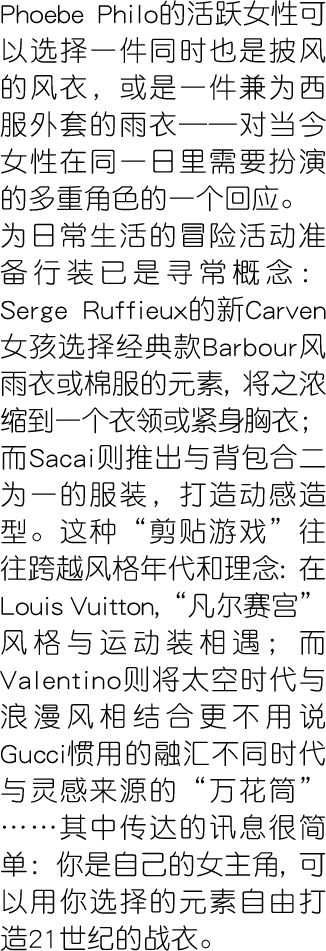 Phoebe Philo的活跃女性可
以选择一件同时也是披风
的风衣，或是一件兼为西
服外套的雨衣——对当今
女性在同一日里需要扮演
的多重角色的一个回应。
为日常生活的冒险活动准
备行装已是寻常概念：
Serge Ruffieux的新Carven
女孩选择经典款Barbour风
雨衣或棉服的元素，将之浓
缩到一个衣领或紧身胸衣；
而Sacai则推出与背包合二
为一的服装，打造动感造
型。这种“剪贴游戏”往
往跨越风格年代和理念：在
Louis Vuitton,“凡尔赛宫”
风格与运动装相遇；而
Valentino则将太空时代与
浪漫风相结合更不用说
Gucci惯用的融汇不同时代
与灵感来源的“万花筒”
……其中传达的讯息很简
单：你是自己的女主角，可
以用你选择的元素自由打
造21世纪的战衣。